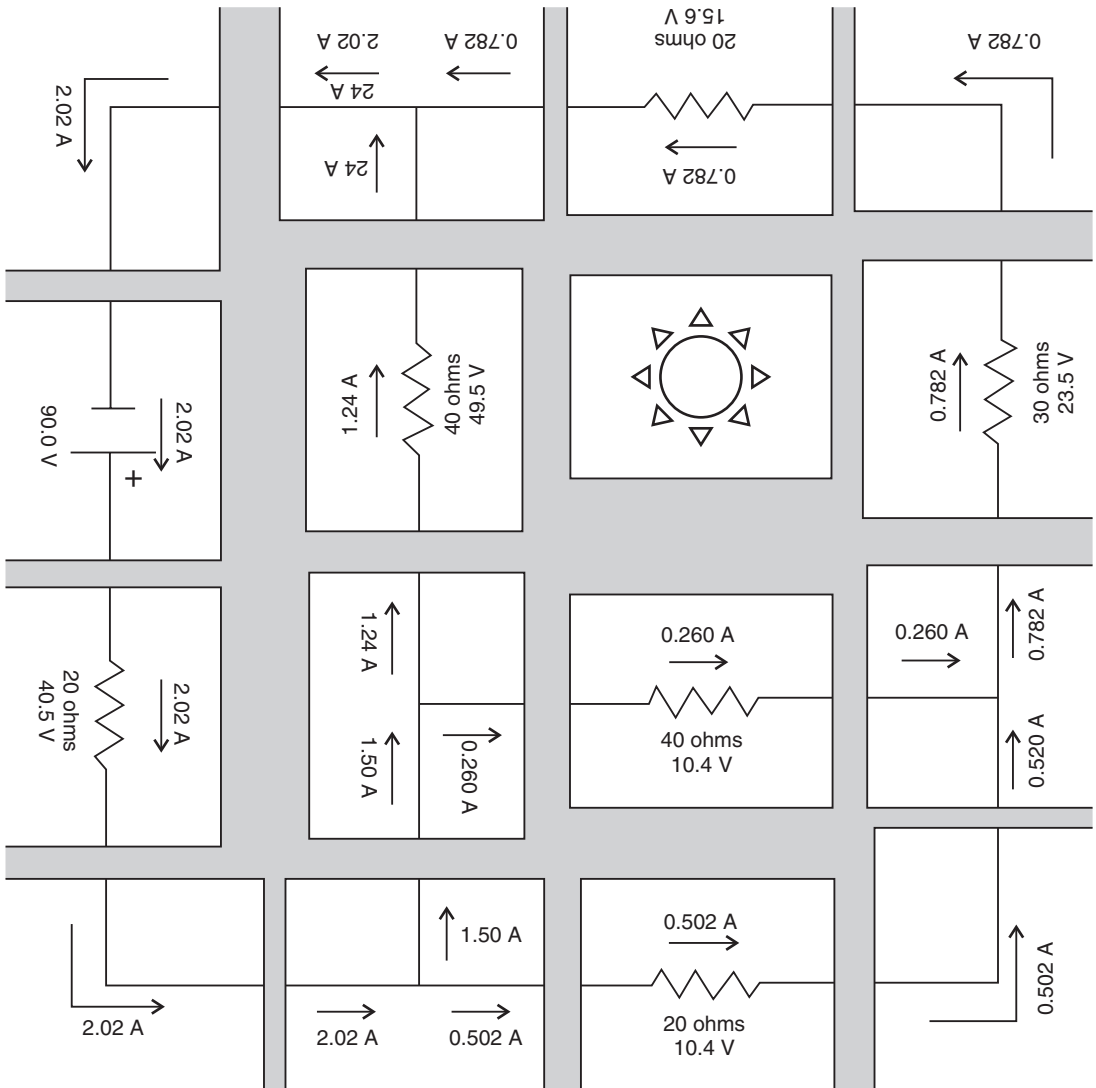 2.02 A
2.02 A
24 A
0.782 A
24 A
20 ohms
15.6 V
0.782 A
0.782 A
90.0 V
+
2.02 A
1.24 A
40 ohms
49.5 V
0.782 A
30 ohms
23.5 V
20 ohms
40.5 V
2.02 A
1.24 A
1.50 A
0.260 A
0.260 A
40 ohms
10.4 V
0.260 A
0.782 A
0.520 A
2.02 A
1.50 A
2.02 A
0.502 A
0.502 A
20 ohms
10.4 V
0.502 A